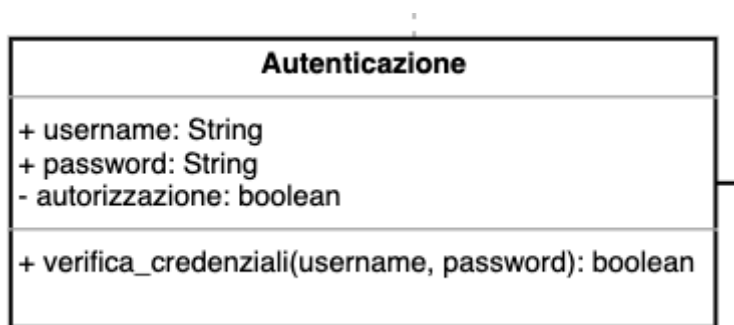 Autenticazione
+ username: String
+ password: String
- autorizzazione: boolean
+ verifica_credenziali(username, password): boolean